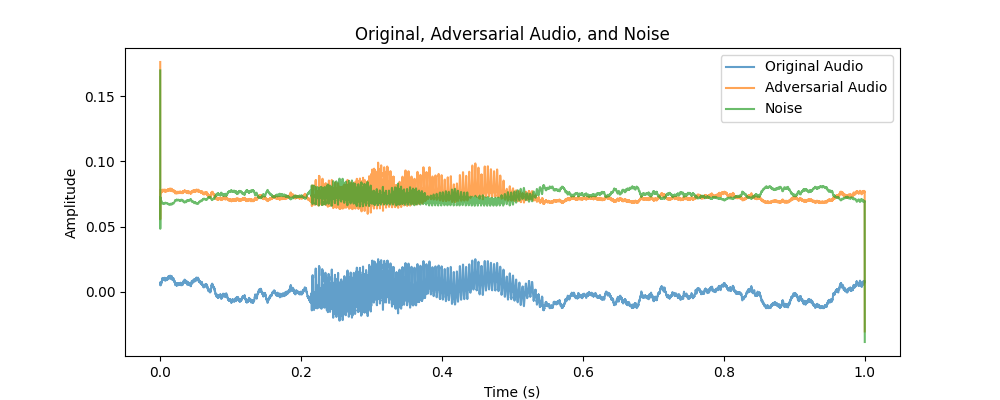 Original, Adversarial Audio, and Noise
Original Audio
Adversarial Audio
Noise
Amplitude
0.15
0.10
0.05
0.00
0.0 0.2 0.4 0.6 0.8 1.0
Time (s)